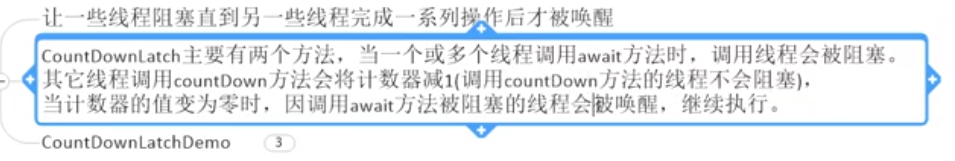 让一些线程阻塞直到另一些线程完成一系列操作后才被唤醒
CountDownLatch主要有两个方法，当一个或多个线程调用await方法时，调用线程会被阻塞。
其它线程调用countDown方法会将计数器减1(调用countDown方法的线程不会阻塞)，
当计数器的值变为零时，因调用await方法被阻塞的线程会被唤醒，继续执行。
CountDownLatchDemo 3